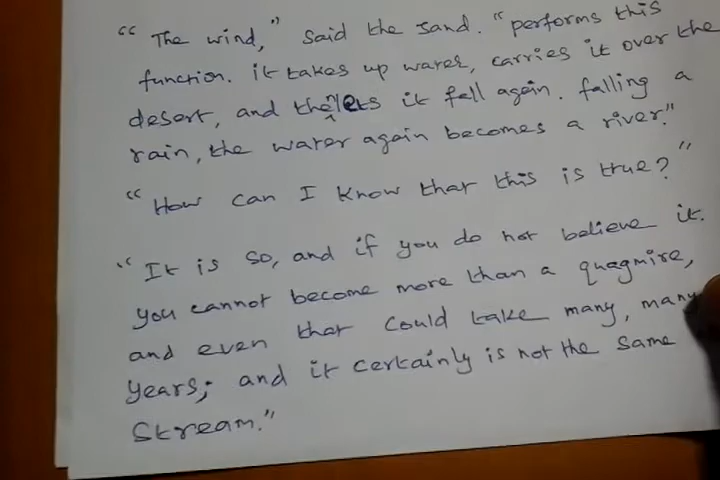 “The wind,” said the sand. “performs this
function. it takes up water, carries it over the
desert, and then lets it fell again. falling a
rain, the water again becomes a river.”
“How can I know that this is true?”
“It is so, and if you do not believe it.
you cannot become more than a quagmire,
and even that could take many, many
years; and it certainly is not the same
Stream.”